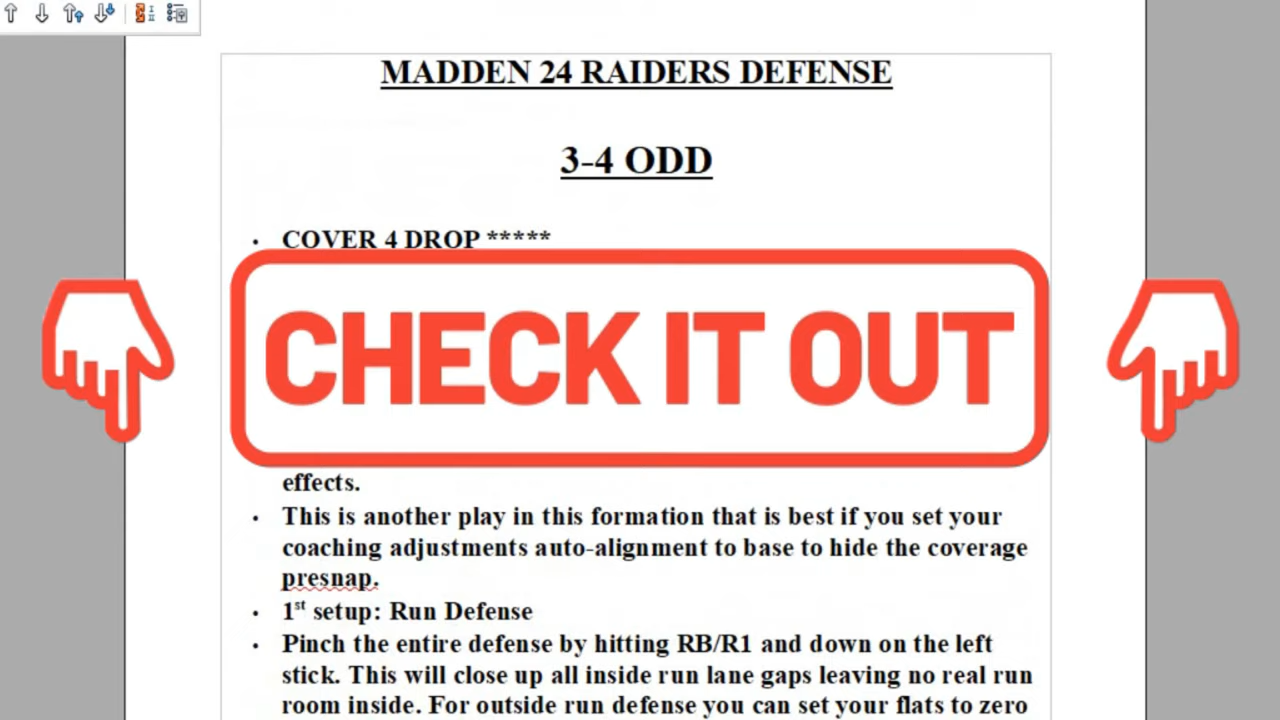 MADDEN 24 RAIDERS DEFENSE
3-4 ODD
• COVER 4 DROP *****
CHECK IT OUT
effects.
• This is another play in this formation that is best if you set your
coaching adjustments auto-alignment to base to hide the coverage
presnap.
• 1st setup: Run Defense
• Pinch the entire defense by hitting RB/R1 and down on the left
stick. This will close up all inside run lane gaps leaving no real run
room inside. For outside run defense you can set your flats to zero